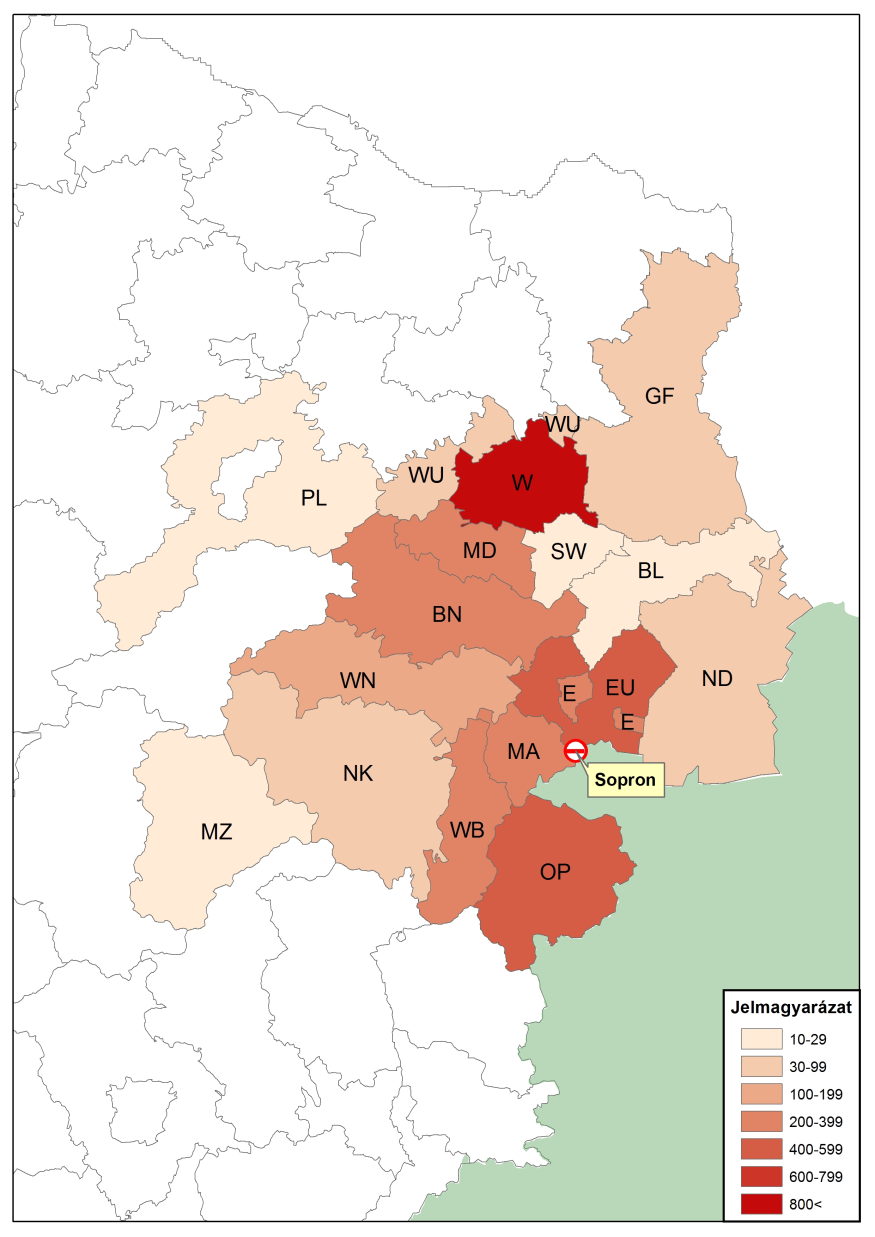 GF
WU
WU
W
PL
MD
SW
BL
BN
WN
E
EU
ND
E
MA
Sopron
NK
WB
MZ
OP
Jelmagyarázat
10-29
30-99
100-199
200-399
400-599
600-799
800<